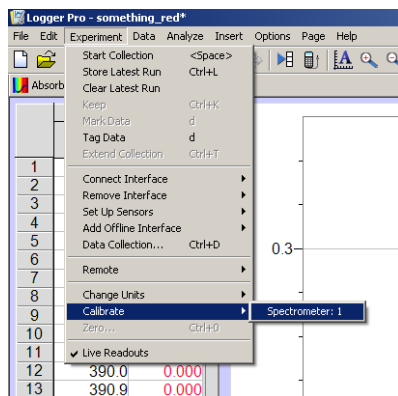 Logger Pro - something_red*
File Edit Experiment Data Analyze Insert Options Page Help
Absorb
Start Collection <Space>
Store Latest Run Ctrl+L
Clear Latest Run
Keep Ctrl+K
Mark Data d
Tag Data d
Extend Collection Ctrl+T
Connect Interface
Remove Interface
Set Up Sensors
Add Offline Interface
Data Collection... Ctrl+D
Remote
Change Units
Calibrate
Spectrometer: 1
Zero... Ctrl+0
Live Readouts
0.3
1
2
3
4
5
6
7
8
9
10
11
12 390.0 0.000
13 390.9 0.000